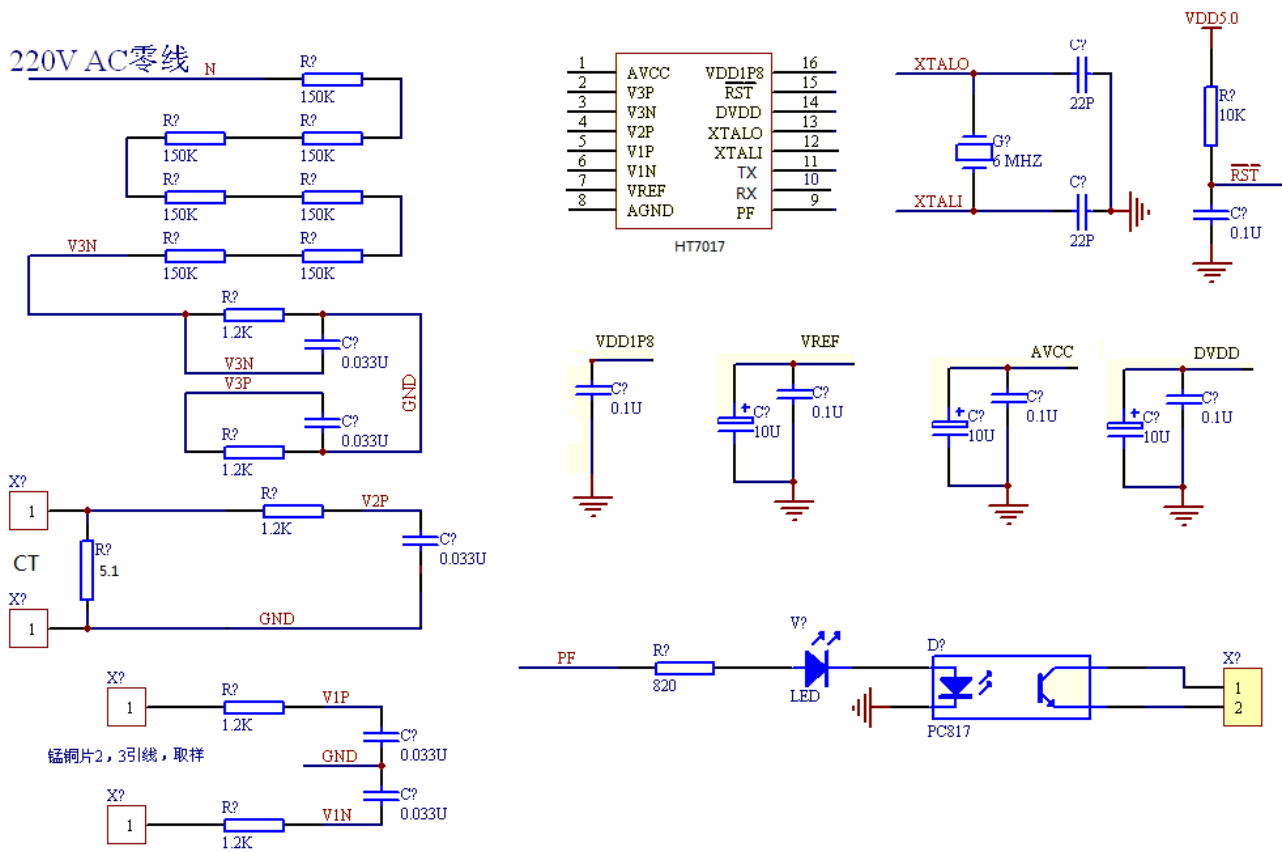 220V AC零线
N
R?
150K
R?
150K
R?
150K
R?
150K
R?
150K
V3N
R?
150K
R?
150K
R?
1.2K
C?
0.033U
V3N
V3P
GND
C?
0.033U
R?
1.2K
X?
1
R?
1.2K
V2P
C?
0.033U
CT
R?
5.1
X?
1
GND
X?
1
R?
1.2K
V1P
C?
0.033U
锰铜片2，3引线，取样
GND
X?
1
R?
1.2K
V1N
C?
0.033U
1 AVCC VDD1P8 16
2 V3P RST 15
3 V3N DVDD 14
4 V2P XTALO 13
5 V1P XTALI 12
6 V1N TX 11
7 VREF RX 10
8 AGND PF 9
HT7017
XTALO
C?
22P
G?
6 MHZ
XTALI
C?
22P
VDD5.0
R?
10K
RST
C?
0.1U
VDD1P8
C?
0.1U
VREF
C?
0.1U
+
C?
10U
AVCC
C?
0.1U
+
C?
10U
DVDD
C?
0.1U
+
C?
10U
PF
R?
820
V?
LED
D?
PC817
X?
1
2